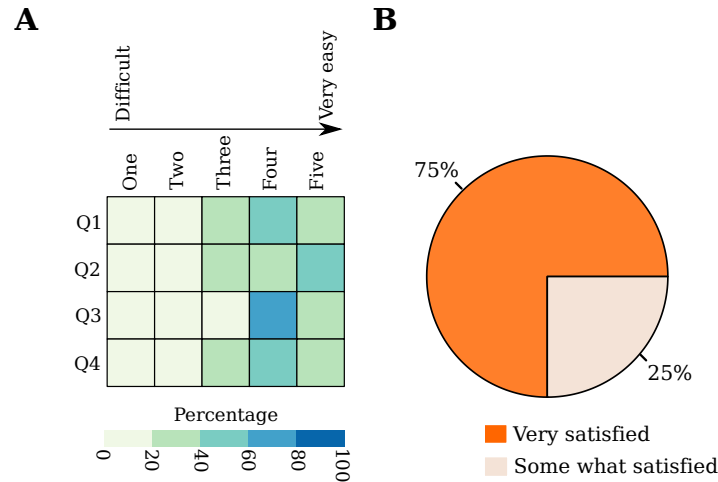 A
Difficult
Very easy
One
Two
Three
Four
Five
Q1
Q2
Q3
Q4
Percentage
0
20
40
60
80
100
B
75%
25%
Very satisfied
Some what satisfied